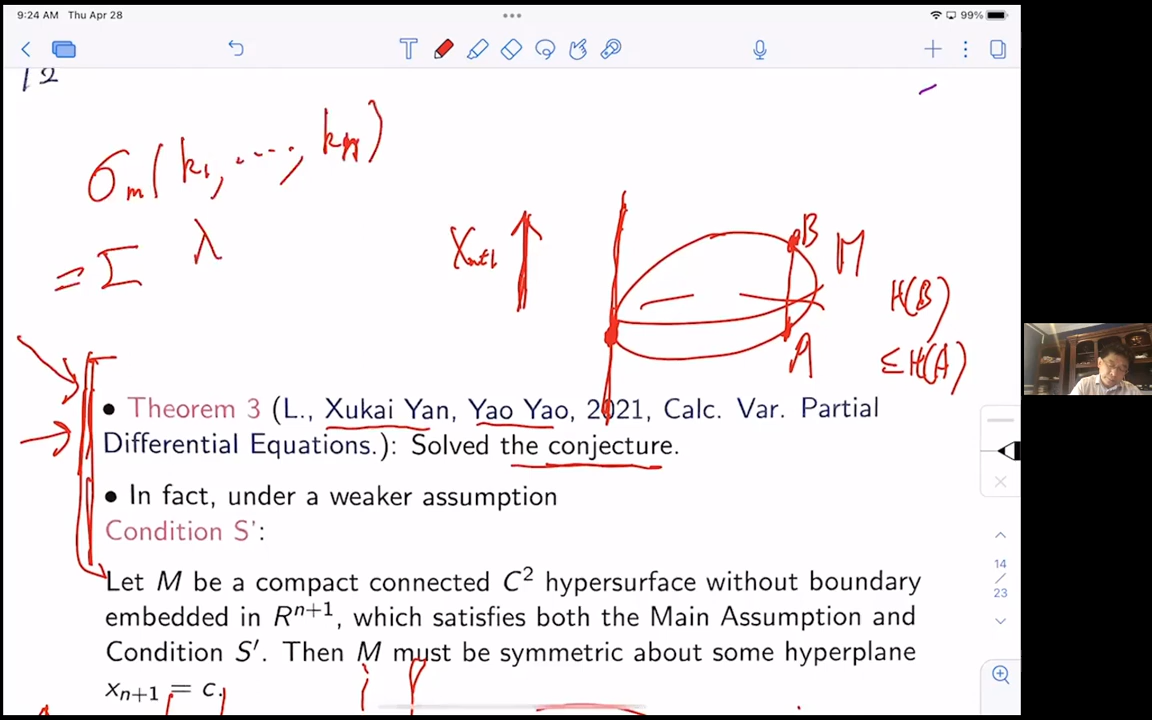 9:24 AM Thu Apr 28
99%
12
σₘ(k₁, ....,
= I λ
Xₙ₊₁
B
M
H(B)
≤ H(A)
A
• Theorem 3 (L., Xukai Yan, Yao Yao, 2021, Calc. Var. Partial
Differential Equations.): Solved the conjecture.
• In fact, under a weaker assumption
Condition S':
Let M be a compact connected C² hypersurface without boundary
embedded in Rⁿ⁺¹, which satisfies both the Main Assumption and
Condition S'. Then M must be symmetric about some hyperplane
xₙ₊₁ = c.
14
/
23